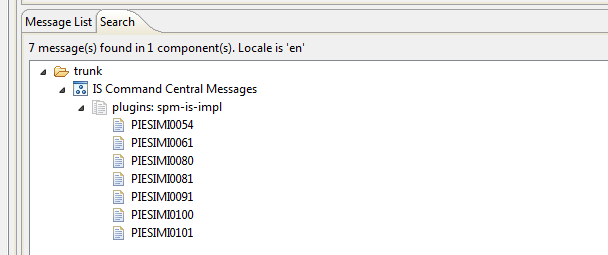 Message List Search
7 message(s) found in 1 component(s). Locale is 'en'
trunk
IS Command Central Messages
plugins: spm-is-impl
PIESIMI0054
PIESIMI0061
PIESIMI0080
PIESIMI0081
PIESIMI0091
PIESIMI0100
PIESIMI0101